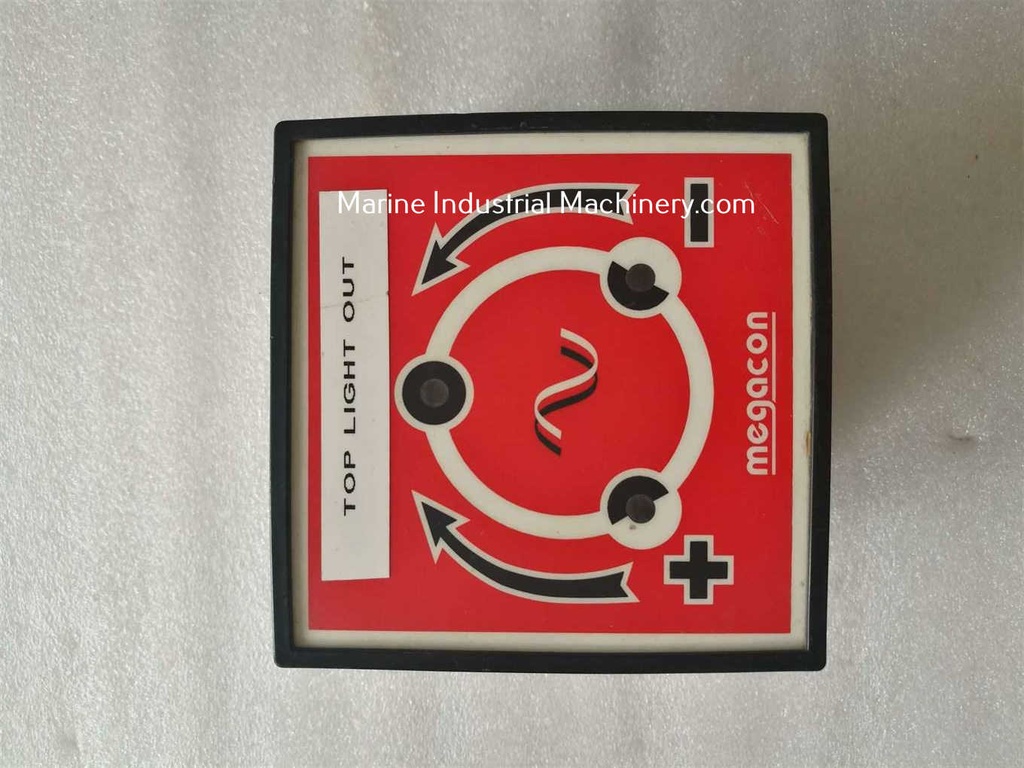 Marine Industrial Machinery.com
TOP LIGHT OUT
-
+
megacon